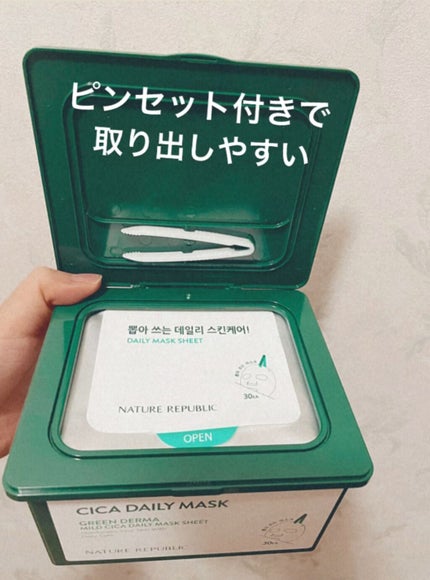 ピンセット付きで
取り出しやすい
뽑아 쓰는 데일리 스킨케어!
DAILY MASK SHEET
30EA
NATURE REPUBLIC
OPEN
CICA DAILY MASK
GREEN DERMA
MILD CICA DAILY MASK SHEET
NATURE REPUBLIC
30EA